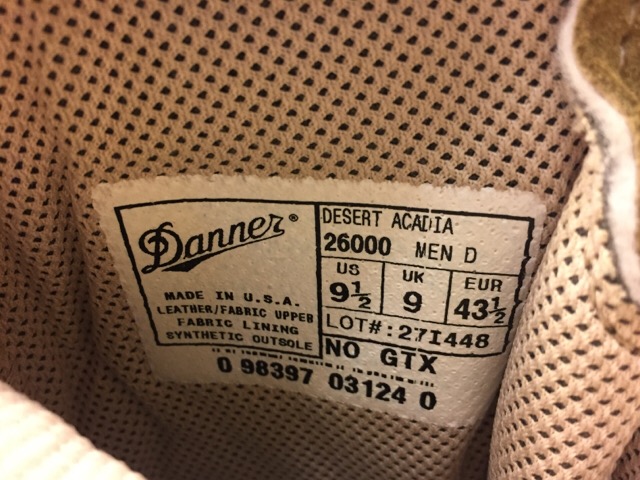 Danner®
MADE IN U.S.A.
LEATHER/FABRIC UPPER
FABRIC LINING
SYNTHETIC OUTSOLE
DESERT ACADIA
26000 MEN D
US 9½
UK 9
EUR 43½
LOT#:271448
NO GTX
0 98397 03124 0